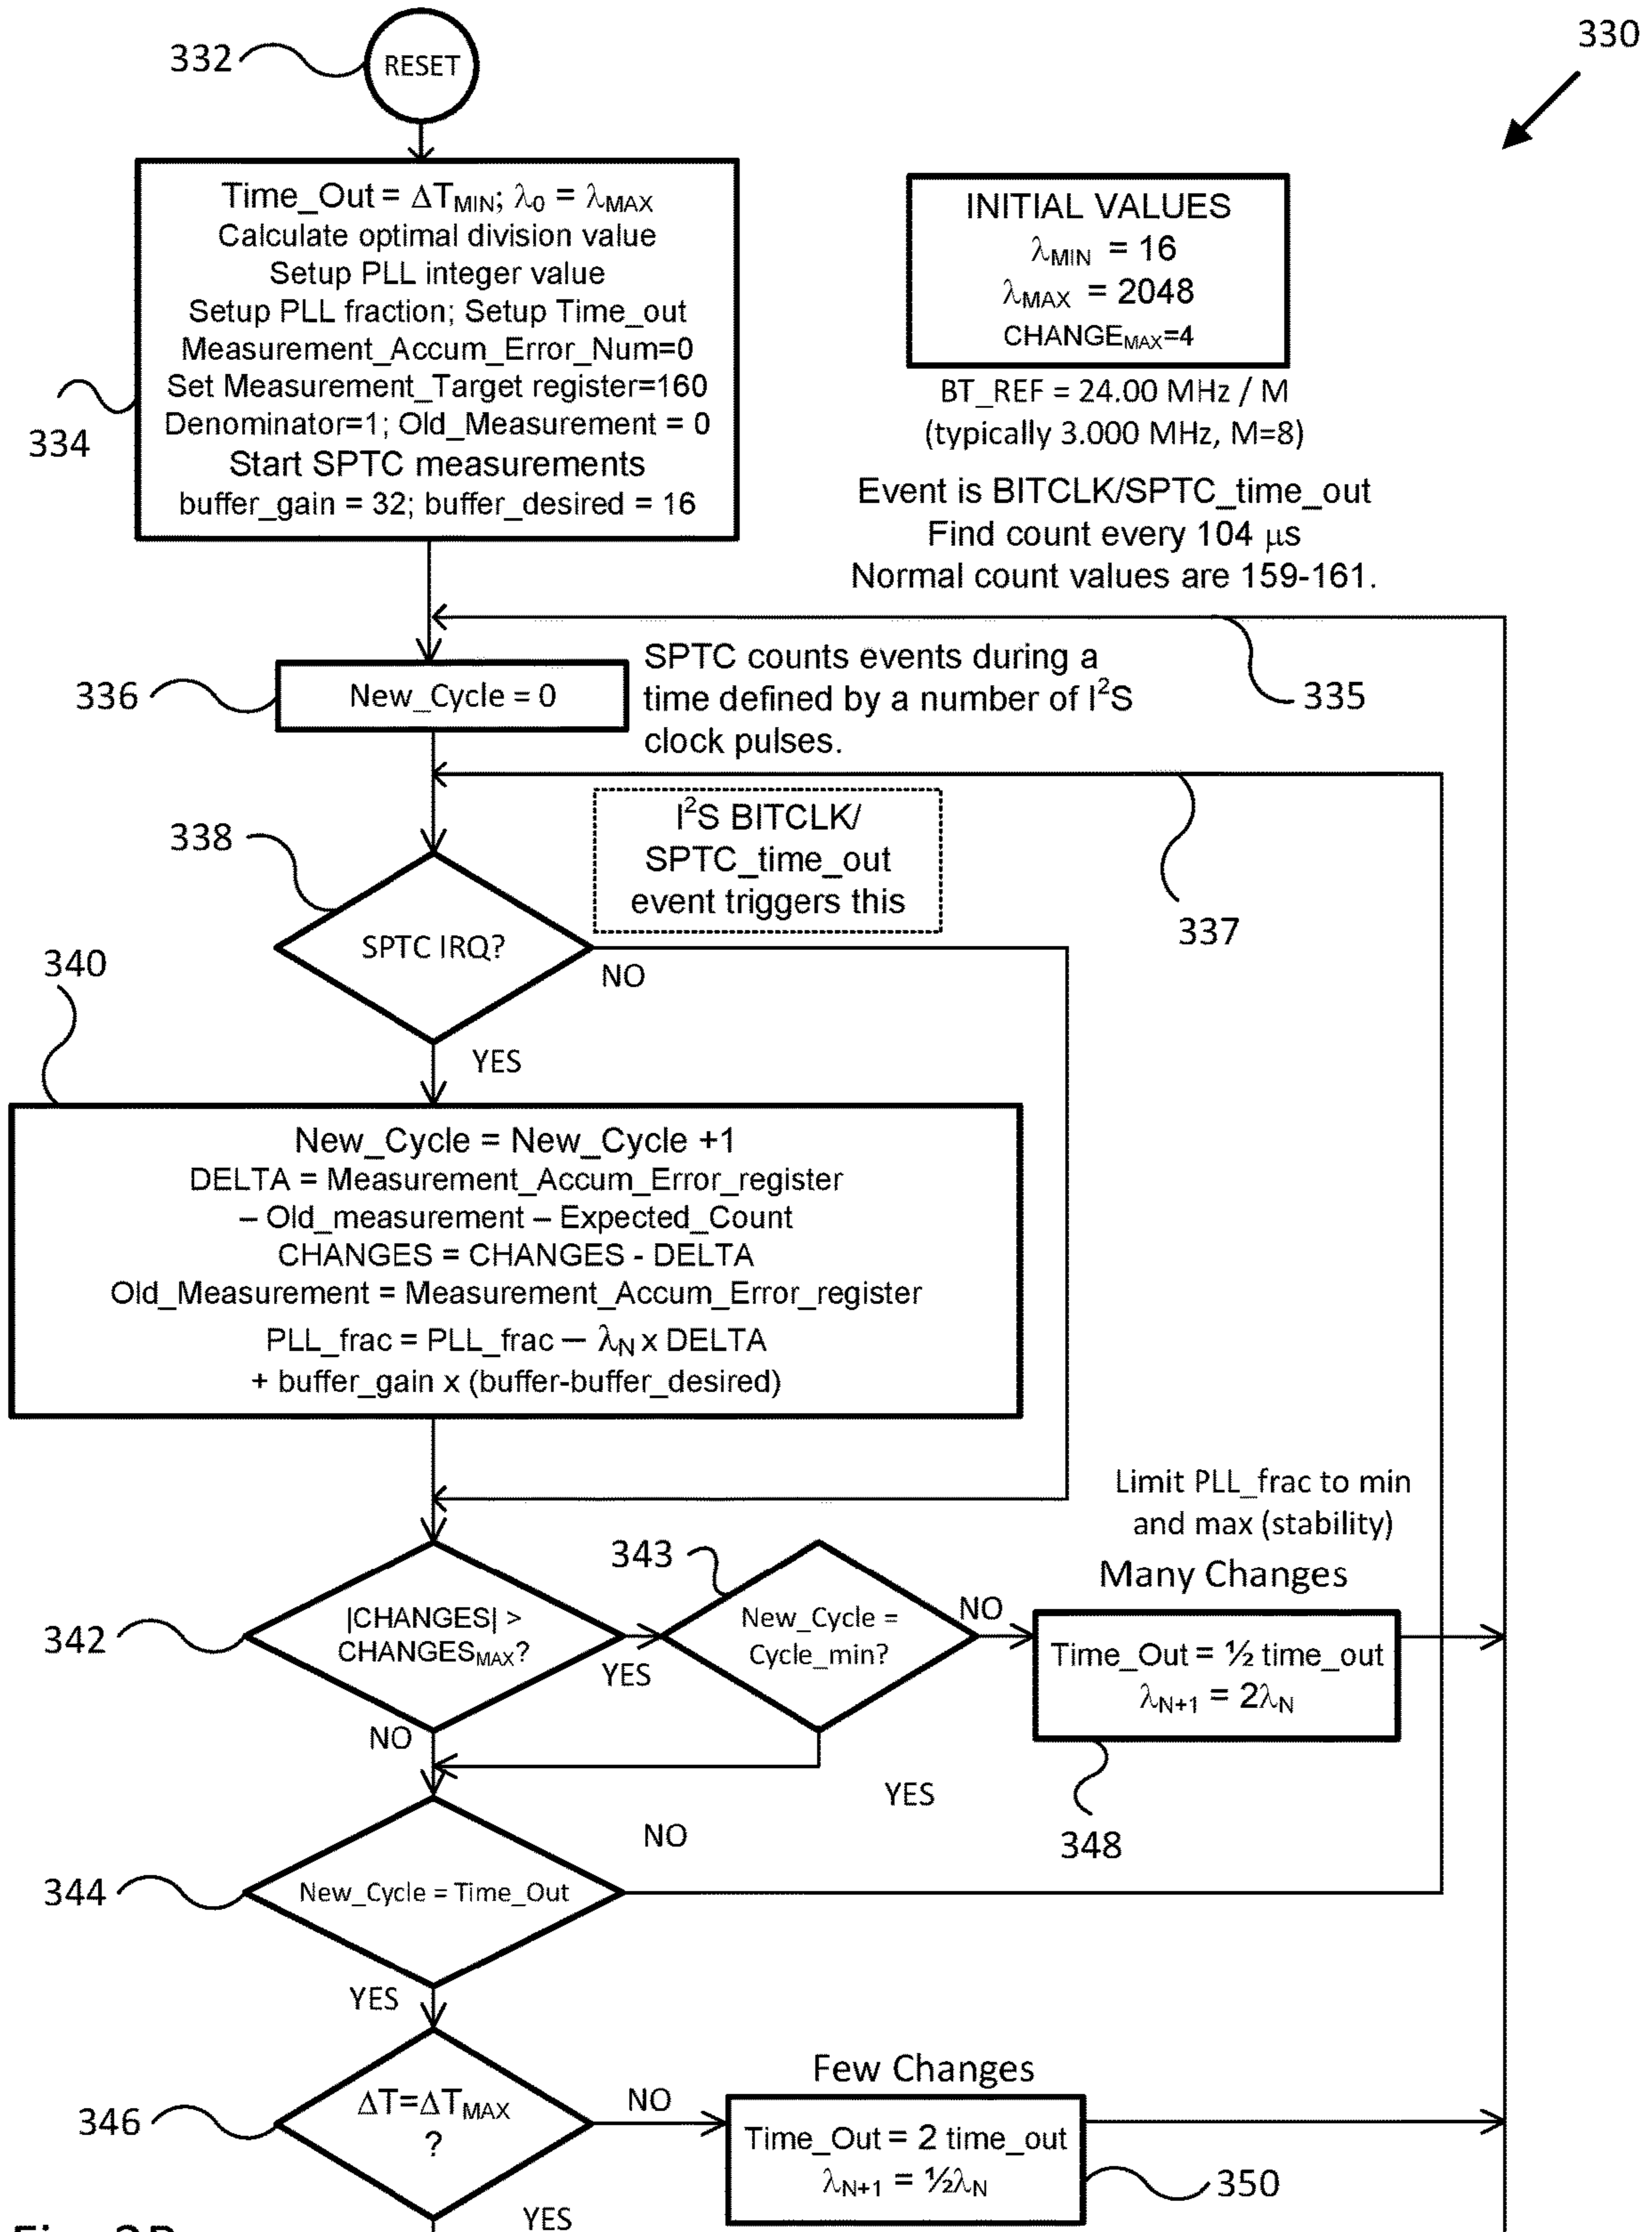 330
332
RESET
Time_Out = ΔTMIN; λ0 = λMAX
Calculate optimal division value
Setup PLL integer value
Setup PLL fraction; Setup Time_out
Measurement_Accum_Error_Num=0
Set Measurement_Target register=160
Denominator=1; Old_Measurement = 0
Start SPTC measurements
buffer_gain = 32; buffer_desired = 16
334
INITIAL VALUES
λMIN = 16
λMAX = 2048
CHANGEMAX=4
BT_REF = 24.00 MHz / M
(typically 3.000 MHz, M=8)
Event is BITCLK/SPTC_time_out
Find count every 104 μs
Normal count values are 159-161.
335
336
New_Cycle = 0
SPTC counts events during a
time defined by a number of I²S
clock pulses.
337
338
SPTC IRQ?
I²S BITCLK/
SPTC_time_out
event triggers this
NO
YES
340
New_Cycle = New_Cycle +1
DELTA = Measurement_Accum_Error_register
– Old_measurement – Expected_Count
CHANGES = CHANGES - DELTA
Old_Measurement = Measurement_Accum_Error_register
PLL_frac = PLL_frac – λN x DELTA
+ buffer_gain x (buffer-buffer_desired)
Limit PLL_frac to min
and max (stability)
Many Changes
342
|CHANGES| >
CHANGESMAX?
YES
NO
343
New_Cycle =
Cycle_min?
NO
YES
Time_Out = ½ time_out
λN+1 = 2λN
348
344
New_Cycle = Time_Out
NO
YES
346
ΔT=ΔTMAX
?
NO
YES
Few Changes
Time_Out = 2 time_out
λN+1 = ½λN
350